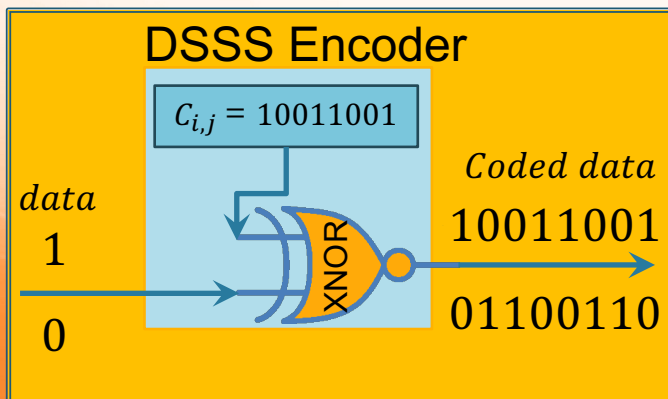 DSSS Encoder
C_{i,j} = 10011001
data
1
0
XNOR
Coded data
10011001
01100110